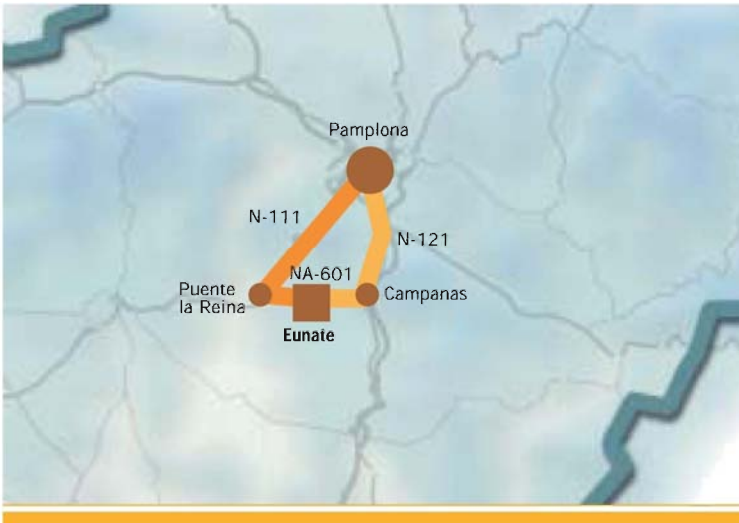 Pamplona
N-111
N-121
NA-601
Puente
la Reina
Campanas
Eunate